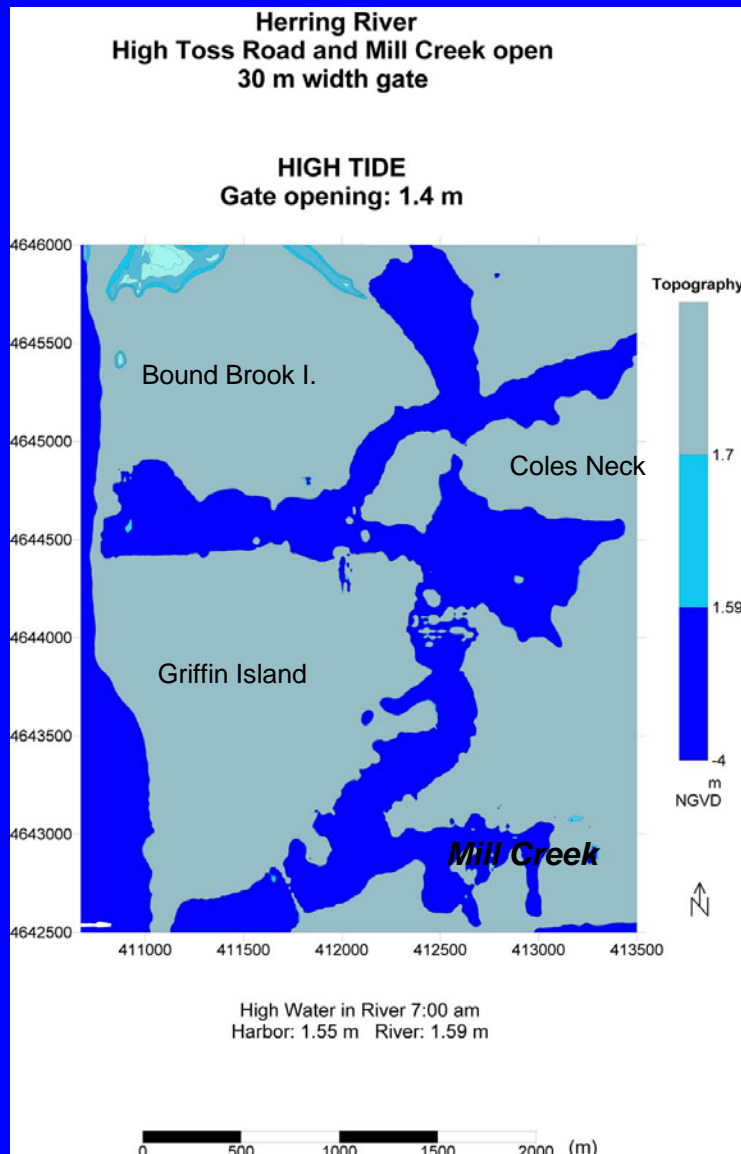 Herring River
High Toss Road and Mill Creek open
30 m width gate
HIGH TIDE
Gate opening: 1.4 m
4646000
4645500
4645000
4644500
4644000
4643500
4643000
4642500
Bound Brook I.
Coles Neck
Griffin Island
Mill Creek
411000 411500 412000 412500 413000 413500
Topography
1.7
1.59
-4
m
NGVD
N
High Water in River 7:00 am
Harbor: 1.55 m River: 1.59 m
0 500 1000 1500 2000 (m)